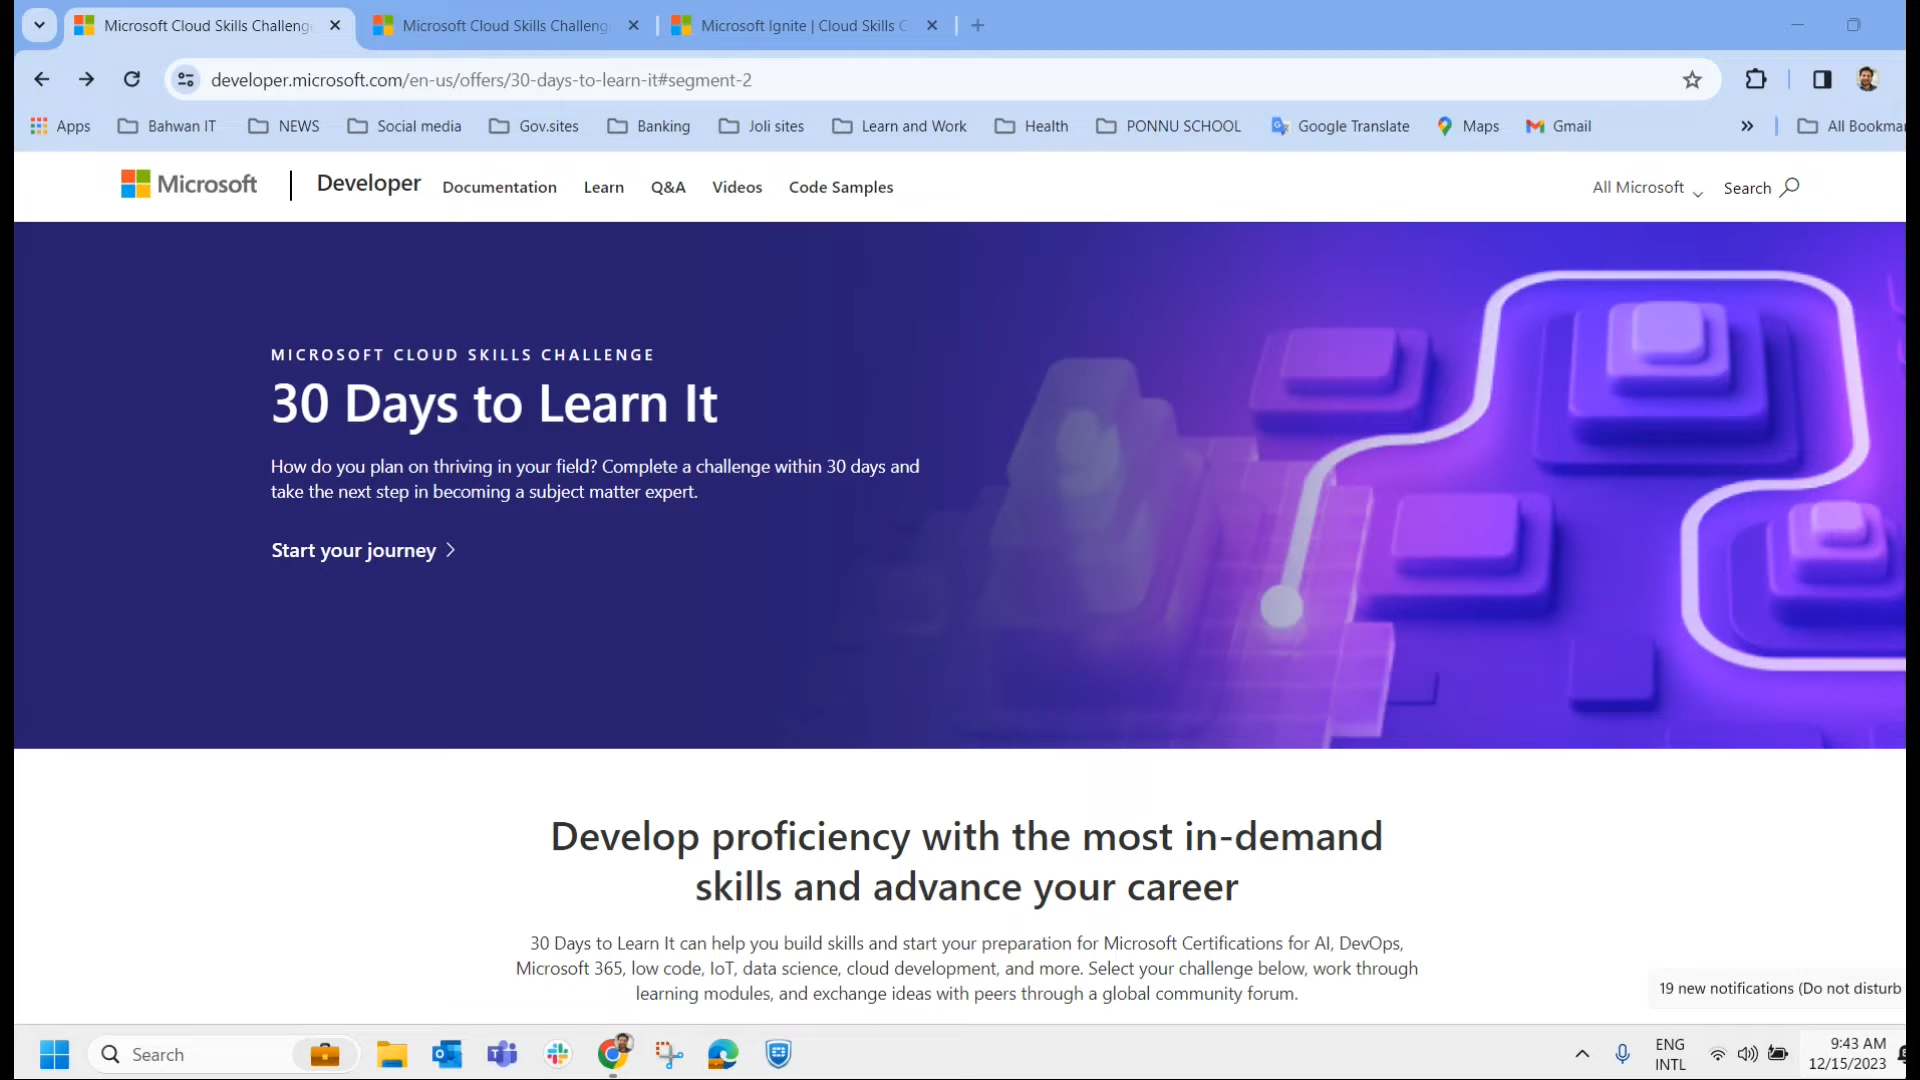 Microsoft Cloud Skills Challeng
Microsoft Cloud Skills Challeng
Microsoft Ignite | Cloud Skills C
developer.microsoft.com/en-us/offers/30-days-to-learn-it#segment-2
Apps Bahwan IT NEWS Social media Gov.sites Banking Joli sites Learn and Work Health PONNU SCHOOL Google Translate Maps Gmail » All Bookmar
Microsoft | Developer Documentation Learn Q&A Videos Code Samples All Microsoft Search
MICROSOFT CLOUD SKILLS CHALLENGE
30 Days to Learn It
How do you plan on thriving in your field? Complete a challenge within 30 days and
take the next step in becoming a subject matter expert.
Start your journey
Develop proficiency with the most in-demand
skills and advance your career
30 Days to Learn It can help you build skills and start your preparation for Microsoft Certifications for AI, DevOps,
Microsoft 365, low code, IoT, data science, cloud development, and more. Select your challenge below, work through
learning modules, and exchange ideas with peers through a global community forum.
19 new notifications (Do not disturb
Search
ENG
INTL
9:43 AM
12/15/2023